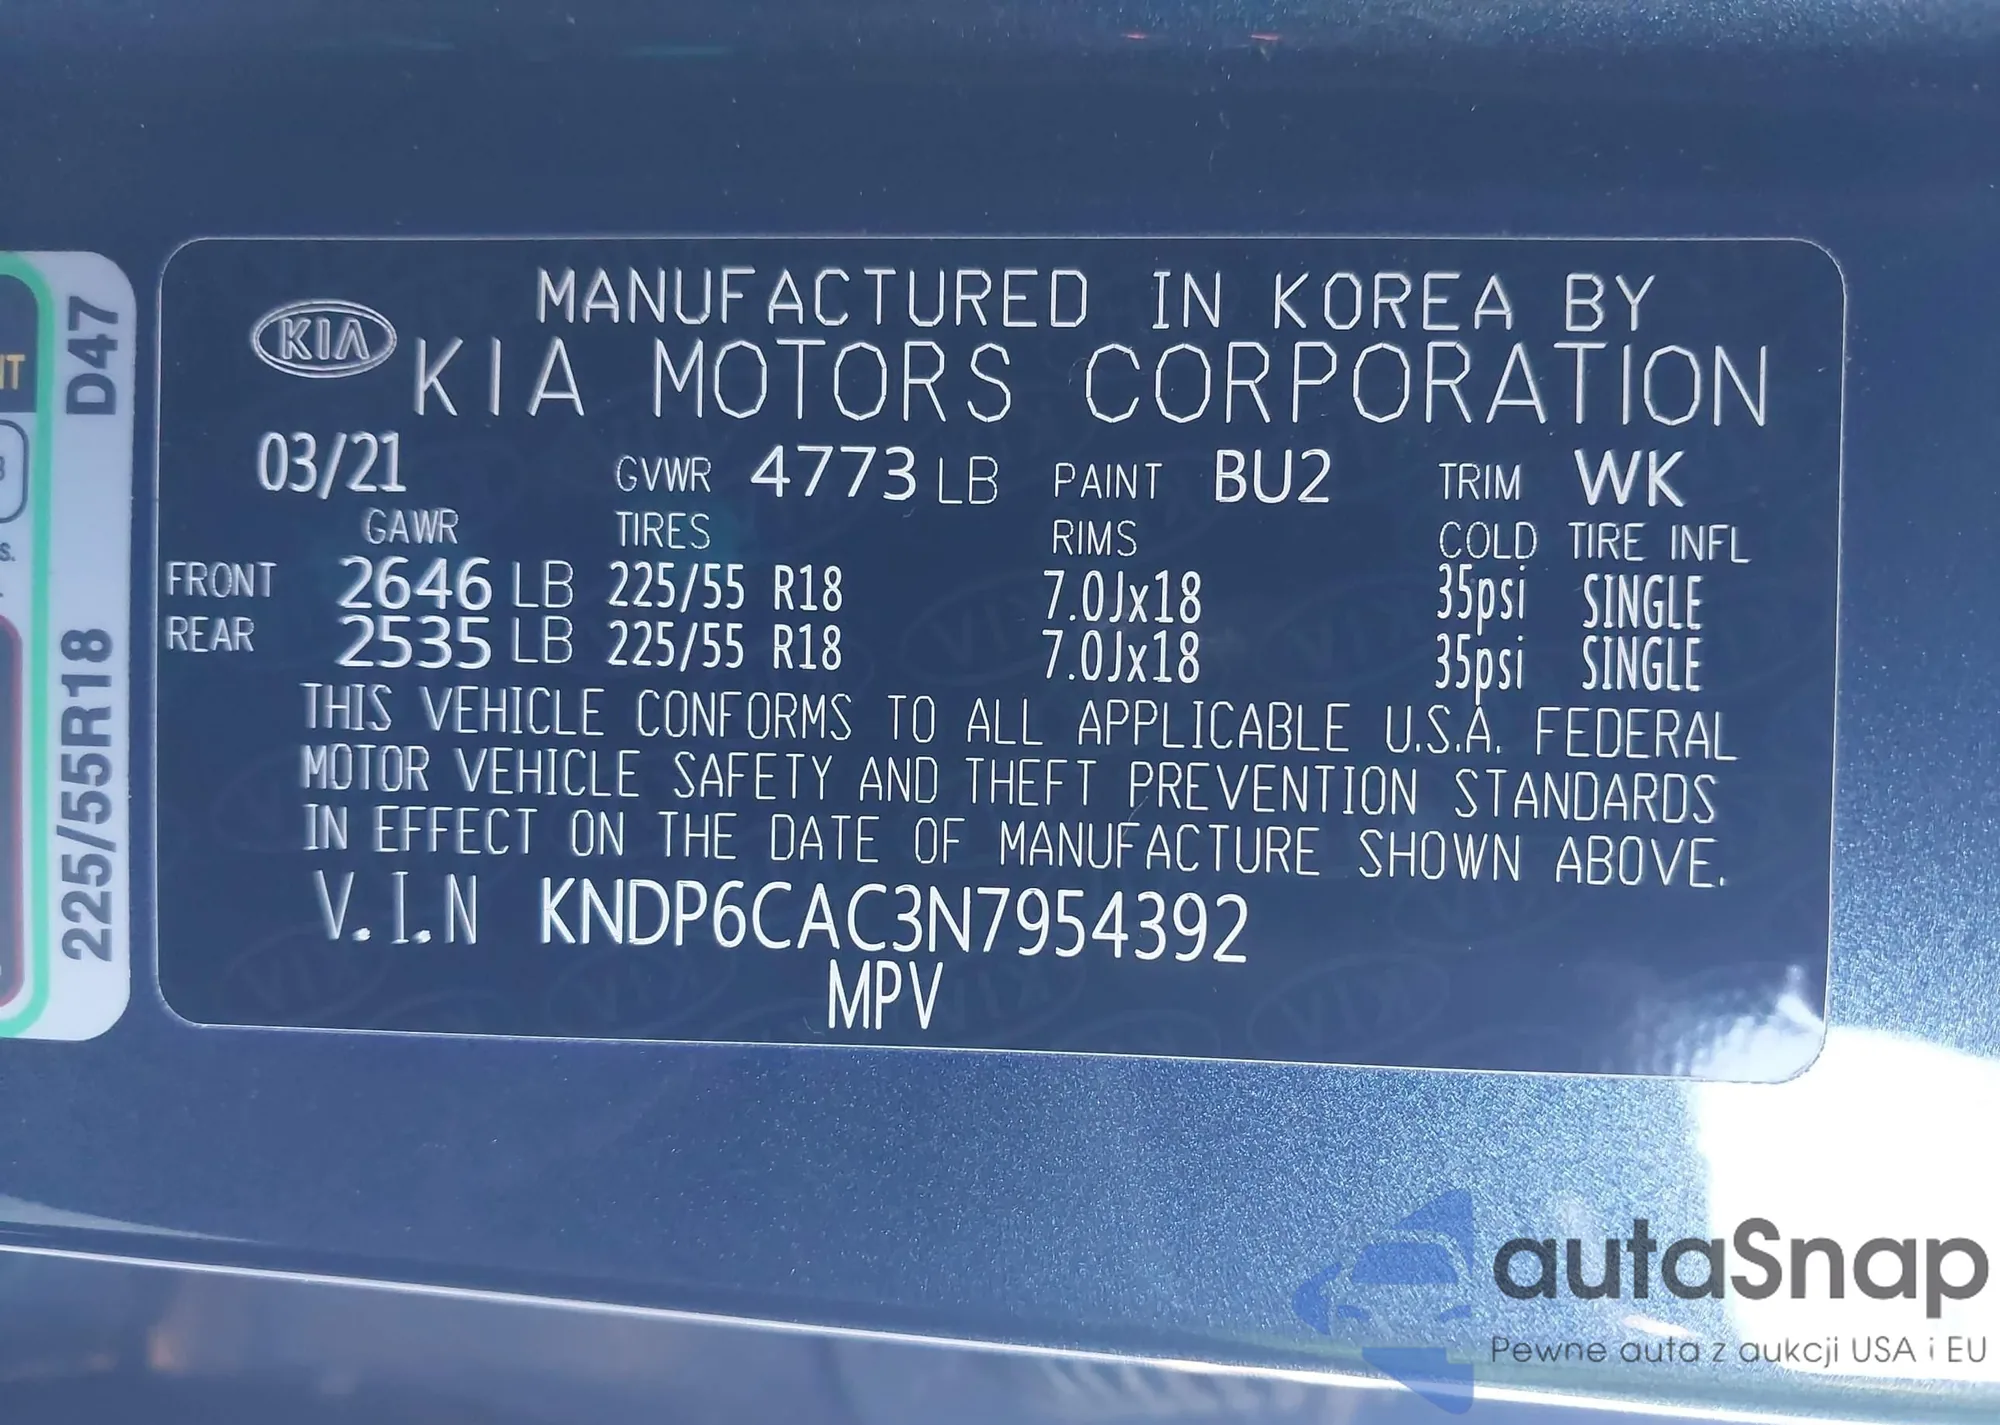 D47
225/55R18
NT
s.
KIA
MANUFACTURED IN KOREA BY
KIA MOTORS CORPORATION
03/21 GVWR 4773 LB PAINT BU2 TRIM WK
GAWR TIRES RIMS COLD TIRE INFL
FRONT 2646 LB 225/55 R18 7.0Jx18 35psi SINGLE
REAR 2535 LB 225/55 R18 7.0Jx18 35psi SINGLE
THIS VEHICLE CONFORMS TO ALL APPLICABLE U.S.A. FEDERAL
MOTOR VEHICLE SAFETY AND THEFT PREVENTION STANDARDS
IN EFFECT ON THE DATE OF MANUFACTURE SHOWN ABOVE.
V.I.N KNDP6CAC3N7954392
MPV
autaSnap
Pewne auta z aukcji USA i EU